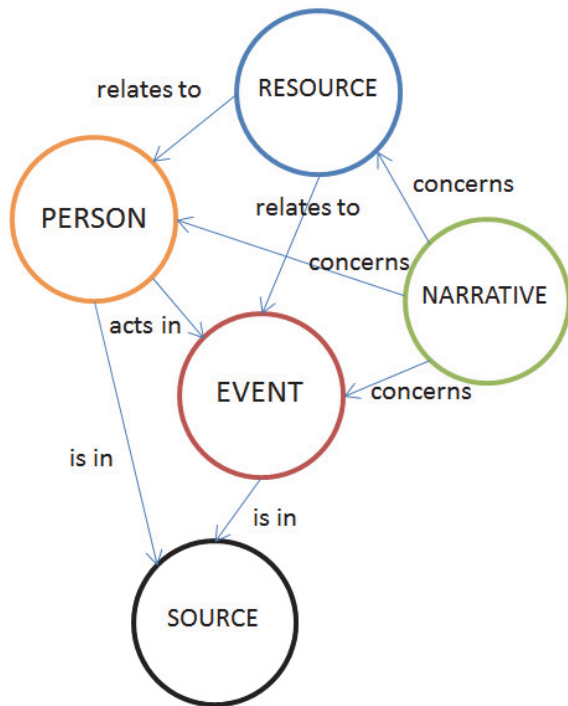 RESOURCE
relates to
PERSON
relates to
concerns
concerns
NARRATIVE
acts in
EVENT
concerns
is in
is in
SOURCE